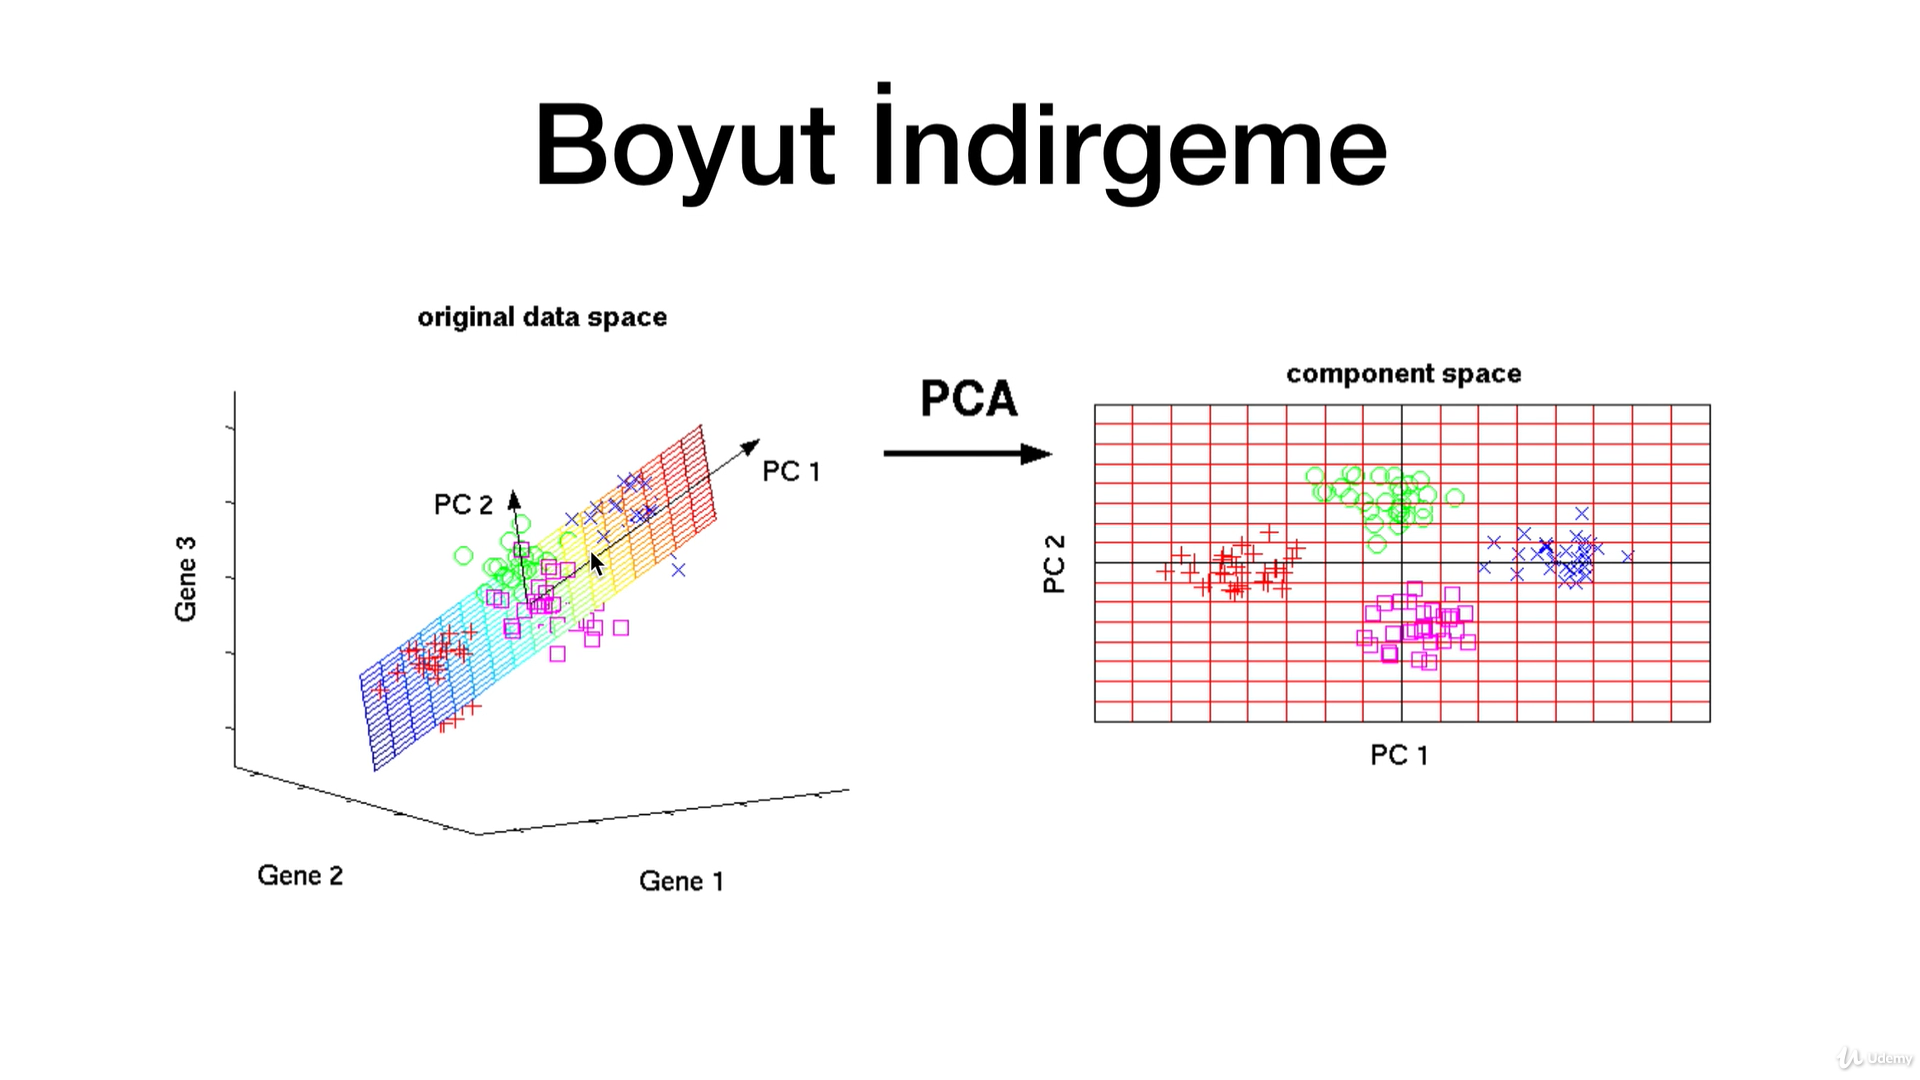 Boyut İndirgeme
original data space
PCA
component space
PC 1
PC 2
Gene 3
Gene 2
Gene 1
PC 2
PC 1
Udemy